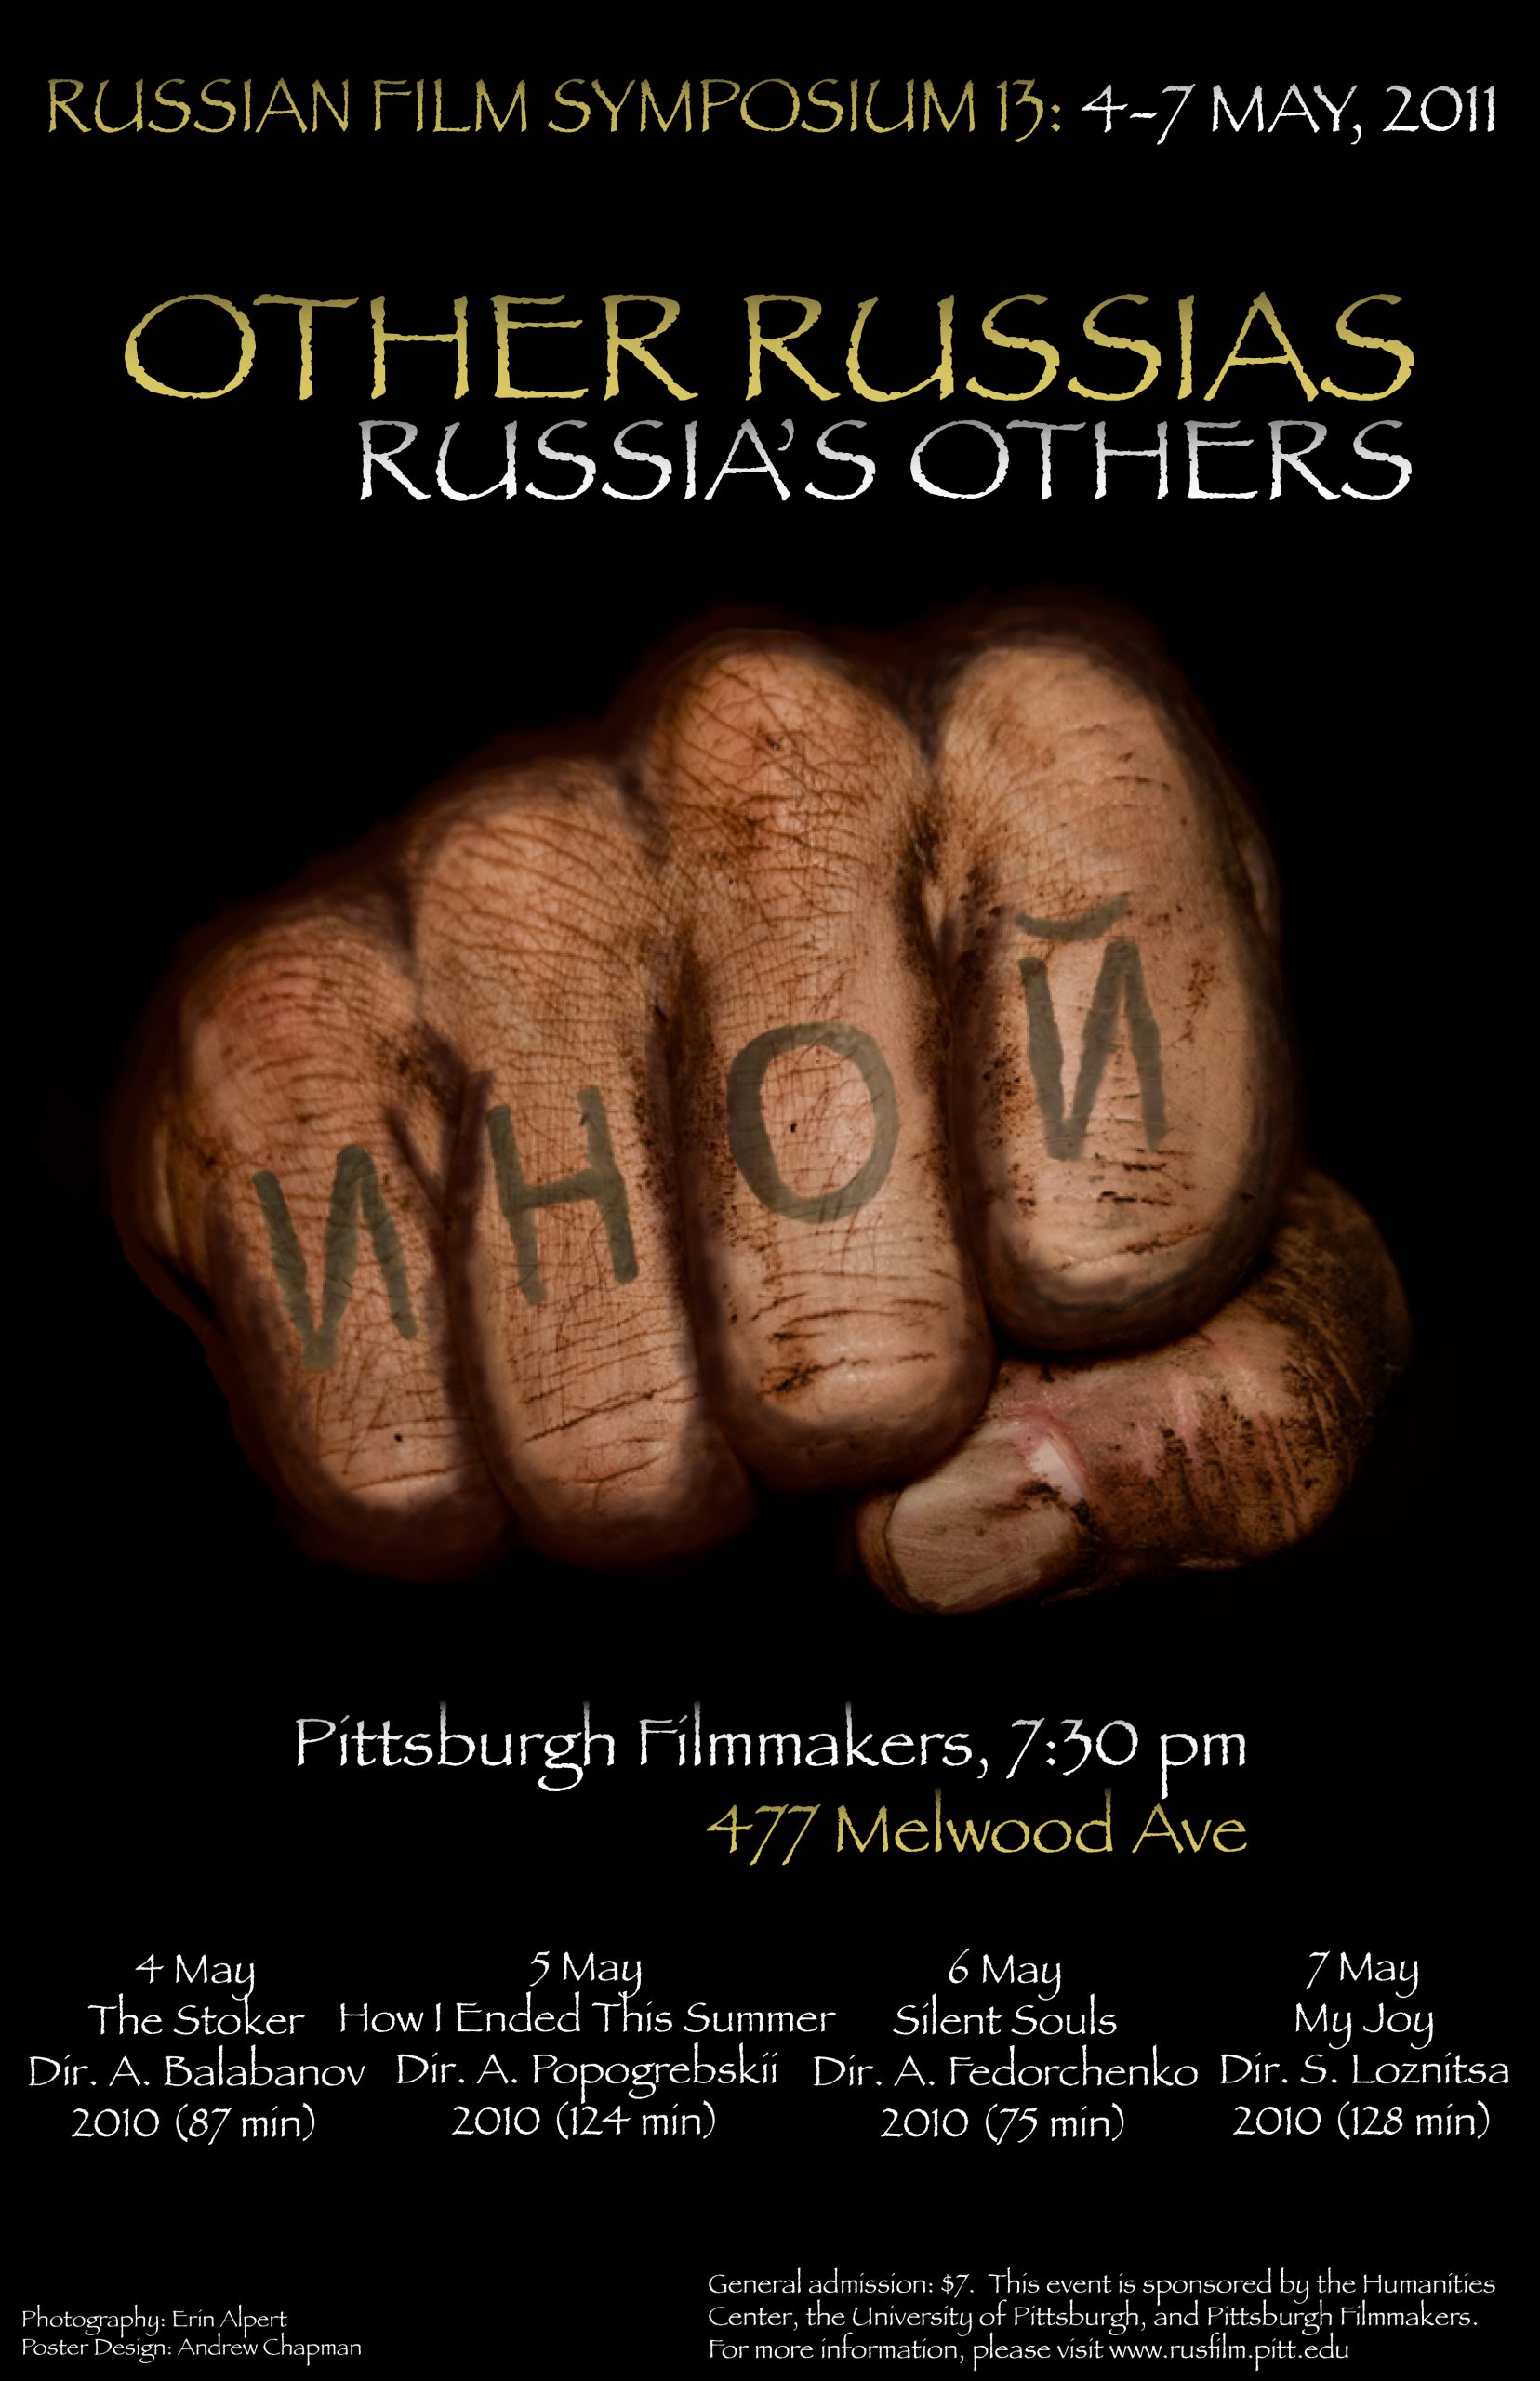 RUSSIAN FILM SYMPOSIUM 13: 4-7 MAY, 2011
OTHER RUSSIAS
RUSSIA'S OTHERS
ИНОЙ
Pittsburgh Filmmakers, 7:30 pm
477 Melwood Ave
4 May
The Stoker
Dir. A. Balabanov
2010 (87 min)
5 May
How I Ended This Summer
Dir. A. Popogrebskii
2010 (124 min)
6 May
Silent Souls
Dir. A. Fedorchenko
2010 (75 min)
7 May
My Joy
Dir. S. Loznitsa
2010 (128 min)
Photography: Erin Alpert
Poster Design: Andrew Chapman
General admission: $7. This event is sponsored by the Humanities
Center, the University of Pittsburgh, and Pittsburgh Filmmakers.
For more information, please visit www.rusfilm.pitt.edu